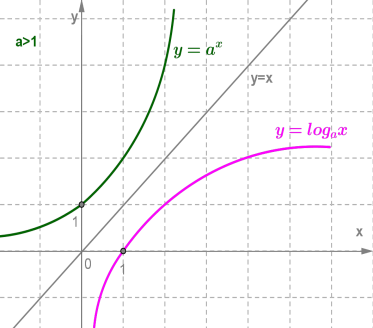 y
a>1
y = a^x
y=x
y = log_a x
1
x
0
1